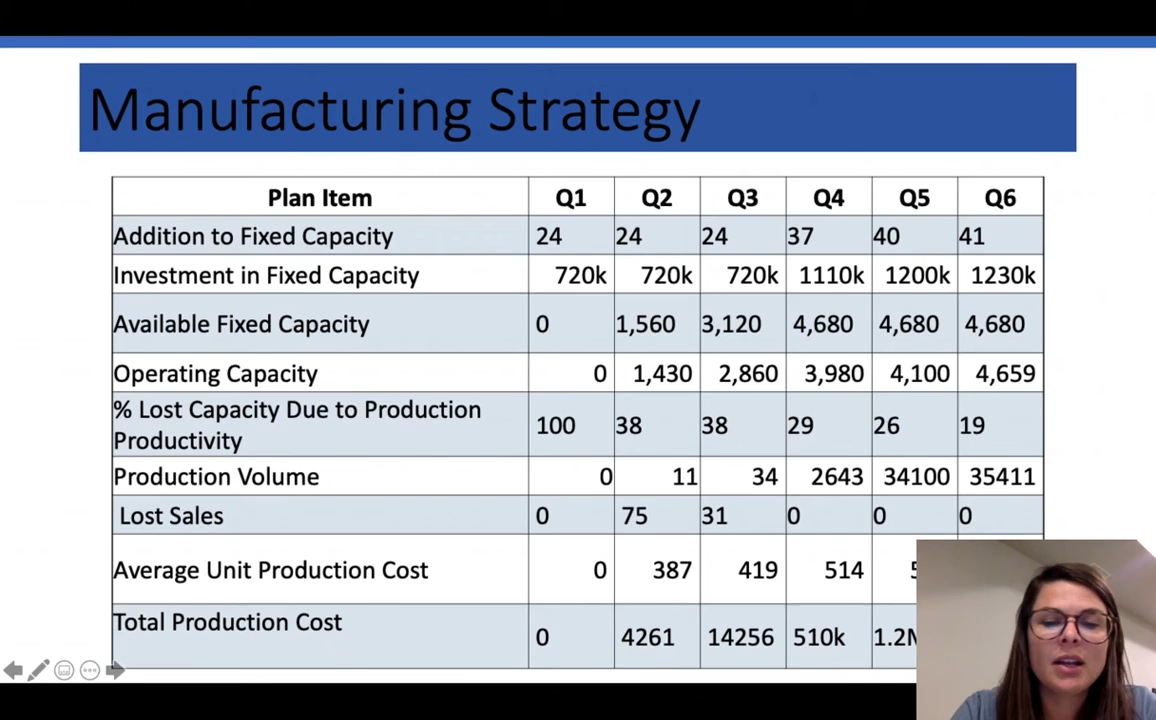 Manufacturing Strategy
Plan Item Q1 Q2 Q3 Q4 Q5 Q6
Addition to Fixed Capacity 24 24 24 37 40 41
Investment in Fixed Capacity 720k 720k 720k 1110k 1200k 1230k
Available Fixed Capacity 0 1,560 3,120 4,680 4,680 4,680
Operating Capacity 0 1,430 2,860 3,980 4,100 4,659
% Lost Capacity Due to Production
Productivity 100 38 38 29 26 19
Production Volume 0 11 34 2643 34100 35411
Lost Sales 0 75 31 0 0 0
Average Unit Production Cost 0 387 419 514
Total Production Cost 0 4261 14256 510k